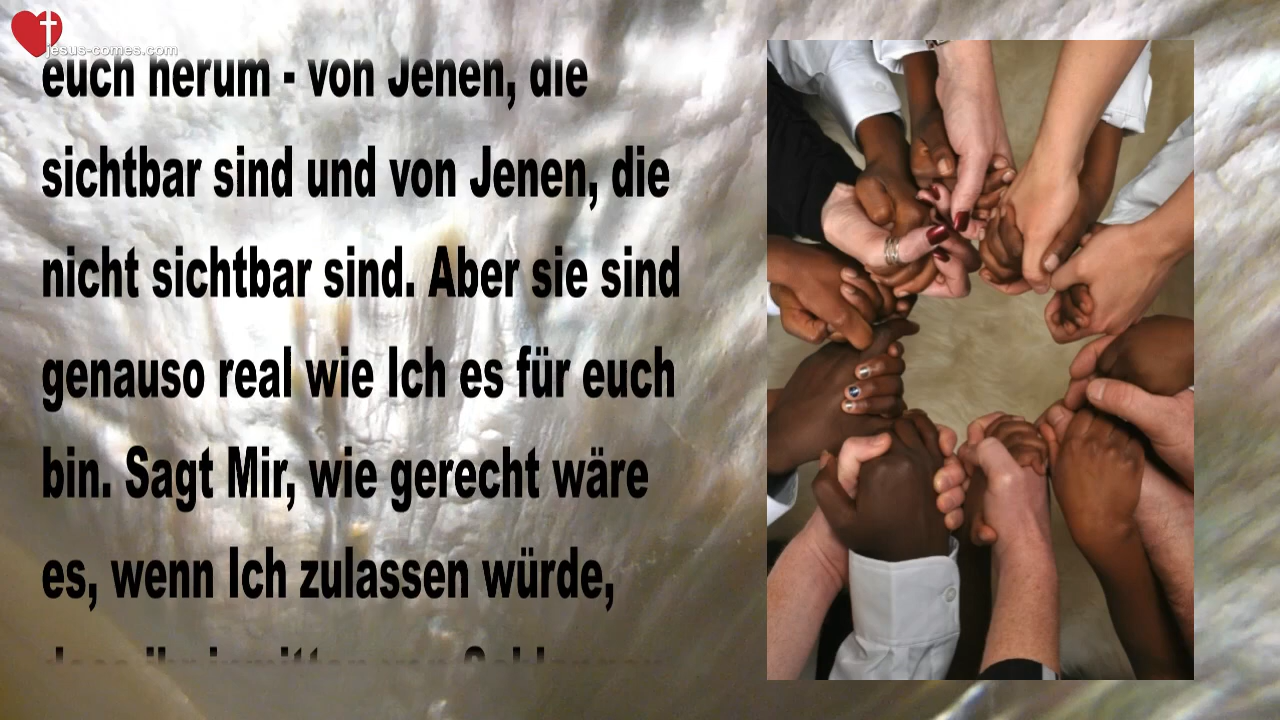 jesus-comes.com
euch herum - von Jenen, die
sichtbar sind und von Jenen, die
nicht sichtbar sind. Aber sie sind
genauso real wie Ich es für euch
bin. Sagt Mir, wie gerecht wäre
es, wenn Ich zulassen würde,